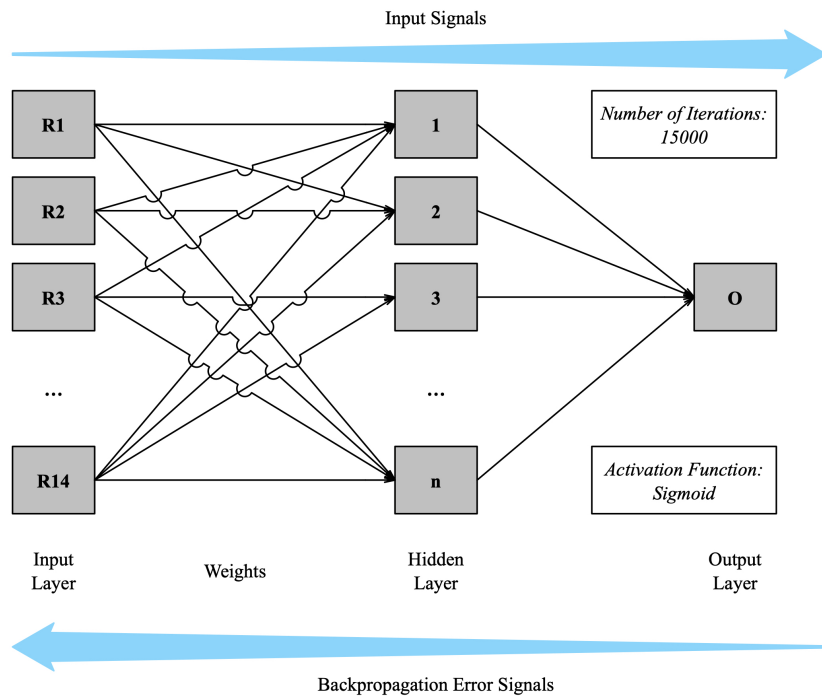 Input Signals
R1
1
Number of Iterations:
15000
R2
2
R3
3
O
...
...
R14
n
Activation Function:
Sigmoid
Input
Layer
Weights
Hidden
Layer
Output
Layer
Backpropagation Error Signals